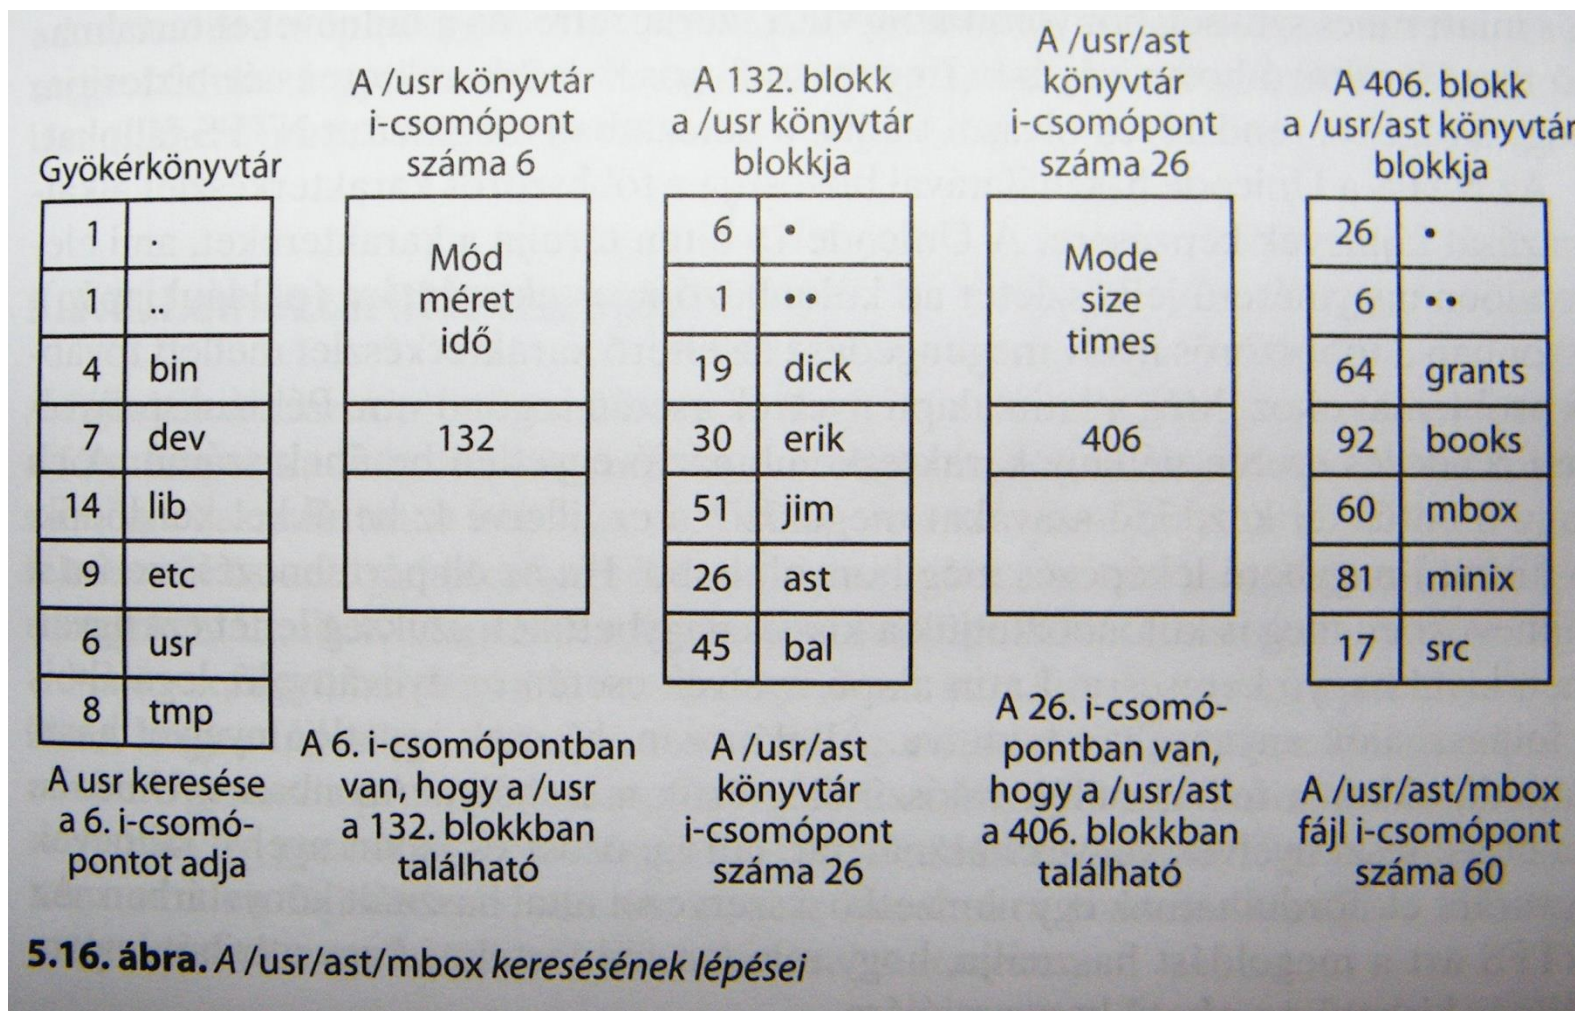 Gyökérkönyvtár
1 .
1 ..
4 bin
7 dev
14 lib
9 etc
6 usr
8 tmp
A usr keresése
a 6. i-csomó-
pontot adja
A /usr könyvtár
i-csomópont
száma 6
Mód
méret
idő
132
A 6. i-csomópontban
van, hogy a /usr
a 132. blokkban
található
A 132. blokk
a /usr könyvtár
blokkja
6 •
1 ••
19 dick
30 erik
51 jim
26 ast
45 bal
A /usr/ast
könyvtár
i-csomópont
száma 26
A /usr/ast
könyvtár
i-csomópont
száma 26
Mode
size
times
406
A 26. i-csomó-
pontban van,
hogy a /usr/ast
a 406. blokkban
található
A 406. blokk
a /usr/ast könyvtár
blokkja
26 •
6 ••
64 grants
92 books
60 mbox
81 minix
17 src
A /usr/ast/mbox
fájl i-csomópont
száma 60
5.16. ábra. A /usr/ast/mbox keresésének lépései